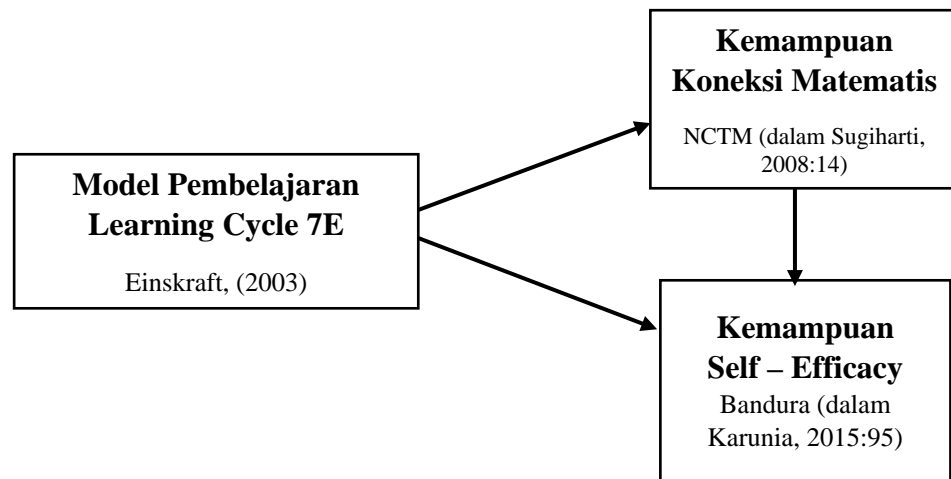 Kemampuan
Koneksi Matematis
NCTM (dalam Sugiharti,
2008:14)
Model Pembelajaran
Learning Cycle 7E
Einskraft, (2003)
Kemampuan
Self – Efficacy
Bandura (dalam
Karunia, 2015:95)